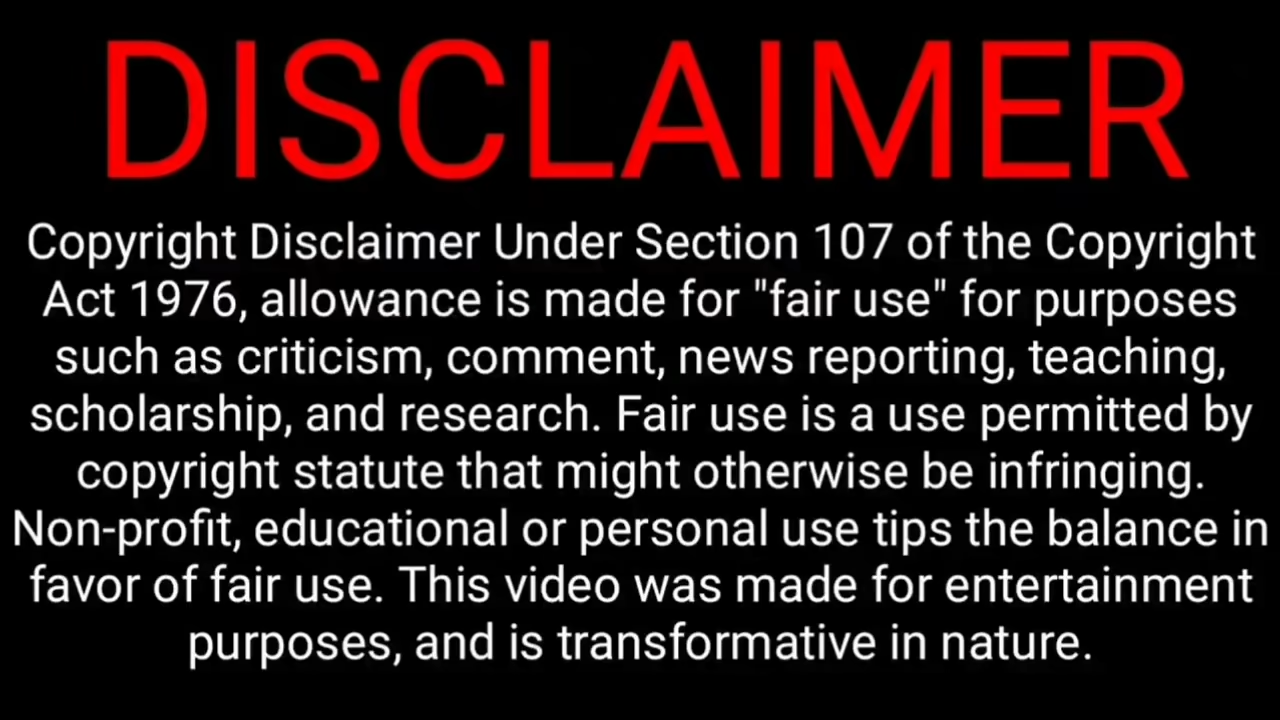 DISCLAIMER
Copyright Disclaimer Under Section 107 of the Copyright
Act 1976, allowance is made for "fair use" for purposes
such as criticism, comment, news reporting, teaching,
scholarship, and research. Fair use is a use permitted by
copyright statute that might otherwise be infringing.
Non-profit, educational or personal use tips the balance in
favor of fair use. This video was made for entertainment
purposes, and is transformative in nature.